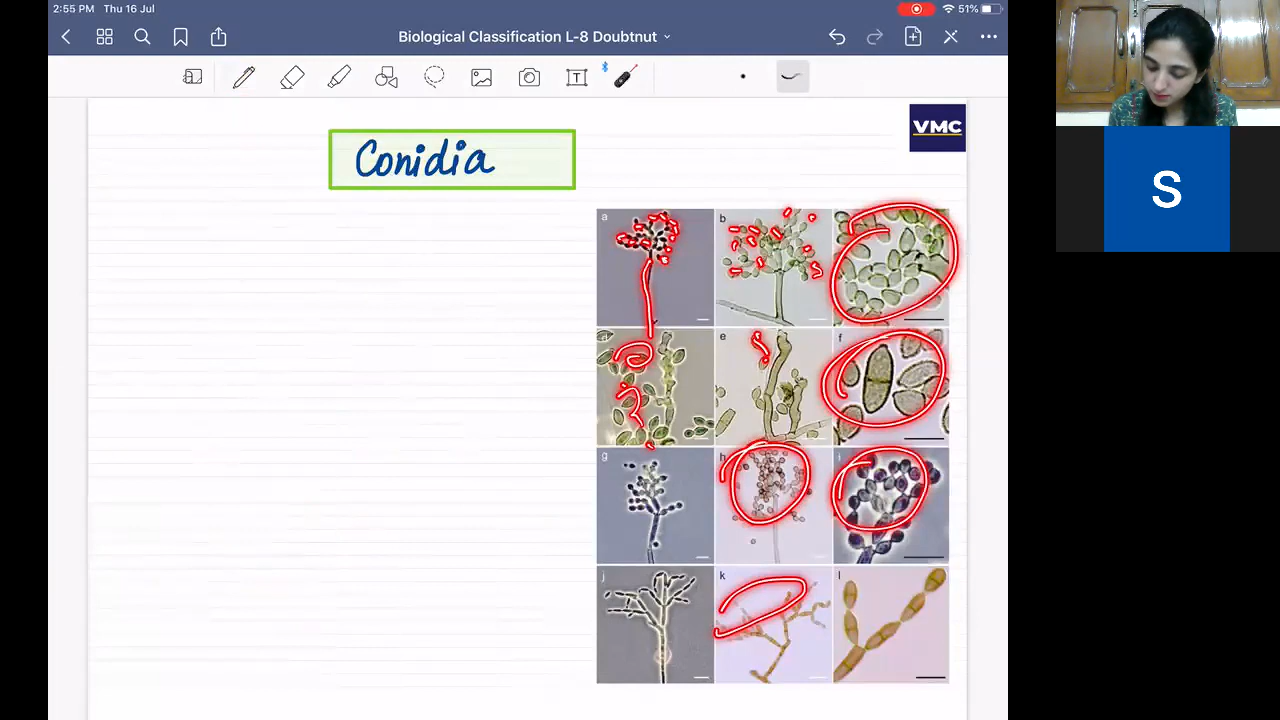 2:55 PM Thu 16 Jul
51%
Biological Classification L-8 Doubtnut
T
VMC
Conidia
a
b
e
f
g
h
i
j
k
l
S